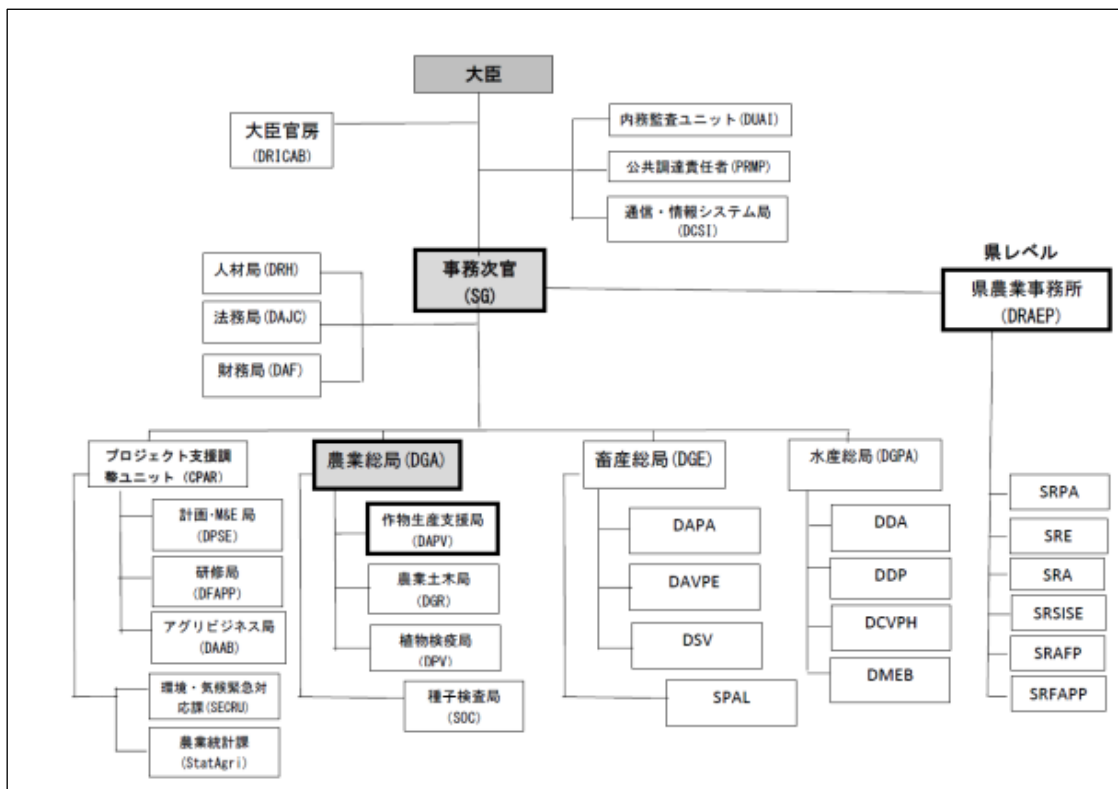 大臣
大臣官房
(DRICAB)
内務監査ユニット(DUAI)
公共調達責任者(PRMP)
通信・情報システム局
(DCSI)
事務次官
(SG)
人材局(DRH)
法務局(DAJC)
財務局(DAF)
県レベル
県農業事務所
(DRAEP)
プロジェクト支援調
整ユニット(CPAR)
計画・M&E局
(DPSE)
研修局
(DFAPP)
アグリビジネス局
(DAAB)
環境・気候緊急対
応課(SECRU)
農業統計課
(StatAgri)
農業総局(DGA)
作物生産支援局
(DAPV)
農業土木局
(DGR)
植物検疫局
(DPV)
種子検査局
(SOC)
畜産総局(DGE)
DAPA
DAVPE
DSV
SPAL
水産総局(DGPA)
DDA
DDP
DCVPH
DMEB
SRPA
SRE
SRA
SRSISE
SRAFP
SRFAPP